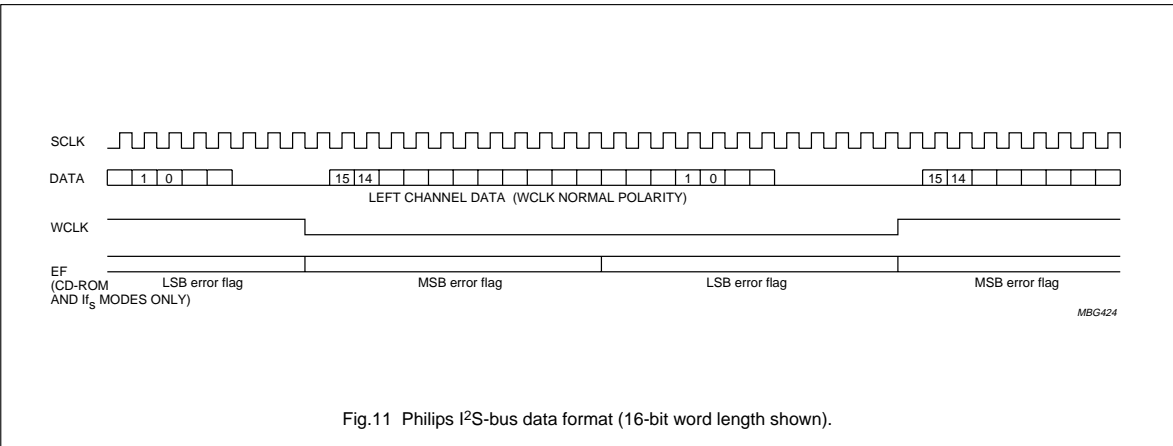 SCLK
DATA 1 0 15 14 1 0 15 14
LEFT CHANNEL DATA (WCLK NORMAL POLARITY)
WCLK
EF
(CD-ROM
AND Ifs MODES ONLY)
LSB error flag MSB error flag LSB error flag MSB error flag
MBG424
Fig.11 Philips I²S-bus data format (16-bit word length shown).